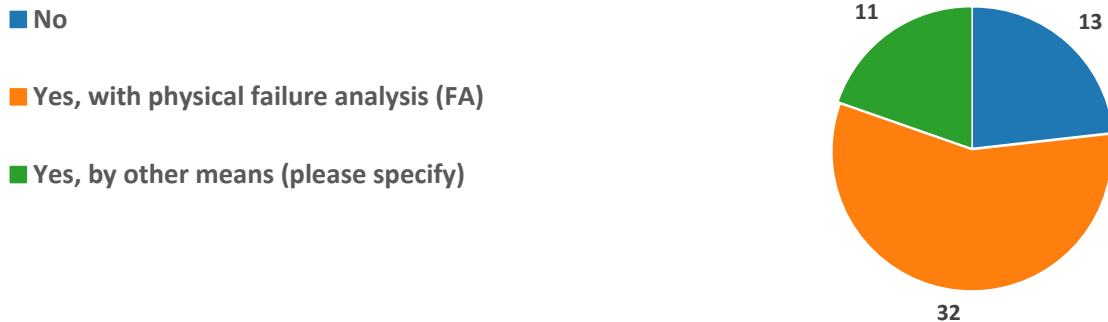 No
Yes, with physical failure analysis (FA)
Yes, by other means (please specify)
11
13
32